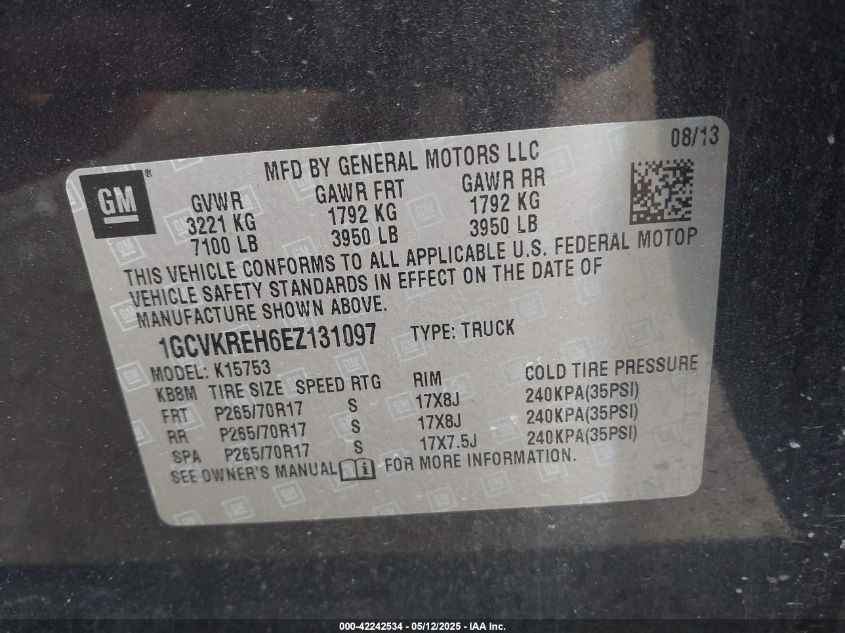 08/13
MFD BY GENERAL MOTORS LLC
GM ®
GVWR GAWR FRT GAWR RR
3221 KG 1792 KG 1792 KG
7100 LB 3950 LB 3950 LB
THIS VEHICLE CONFORMS TO ALL APPLICABLE U.S. FEDERAL MOTOR
VEHICLE SAFETY STANDARDS IN EFFECT ON THE DATE OF
MANUFACTURE SHOWN ABOVE.
1GCVKREH6EZ131097 TYPE: TRUCK
MODEL: K15753
KB8M TIRE SIZE SPEED RTG RIM COLD TIRE PRESSURE
FRT P265/70R17 S 17X8J 240KPA(35PSI)
RR P265/70R17 S 17X8J 240KPA(35PSI)
SPA P265/70R17 S 17X7.5J 240KPA(35PSI)
SEE OWNER'S MANUAL FOR MORE INFORMATION.
000-42242534 - 05/12/2025 - IAA Inc.